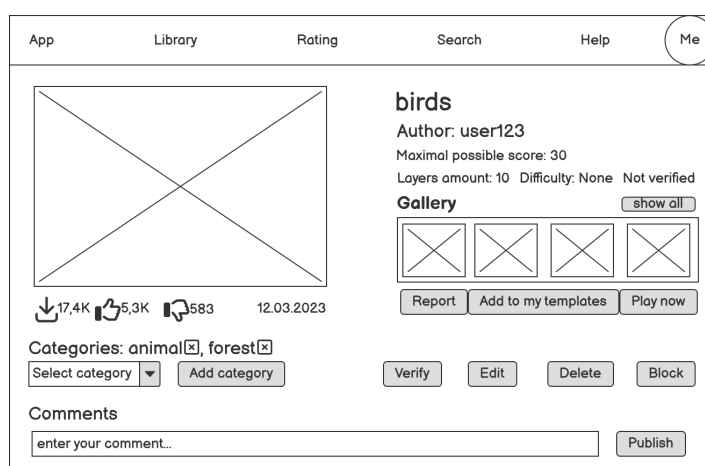 App Library Rating Search Help Me
birds
Author: user123
Maximal possible score: 30
Layers amount: 10 Difficulty: None Not verified
Gallery show all
17,4K 5,3K 583 12.03.2023
Report Add to my templates Play now
Categories: animal, forest
Select category Add category Verify Edit Delete Block
Comments
enter your comment... Publish